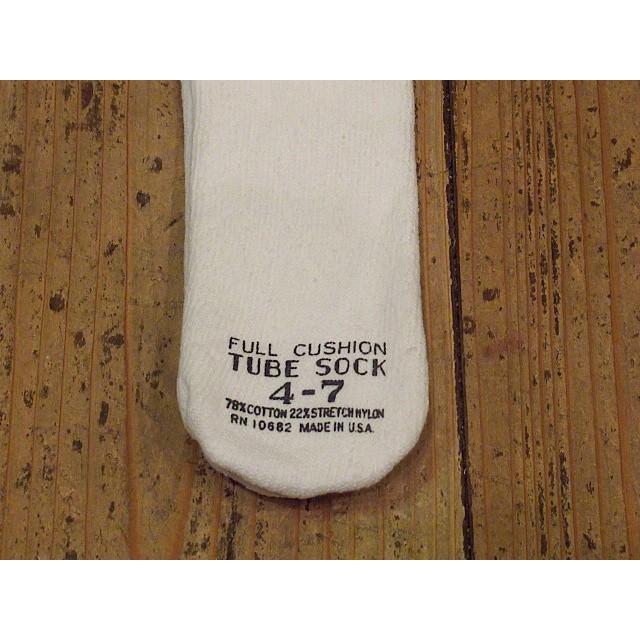 FULL CUSHION
TUBE SOCK
4-7
78%COTTON 22%STRETCH NYLON
RN 10682 MADE IN U.S.A.